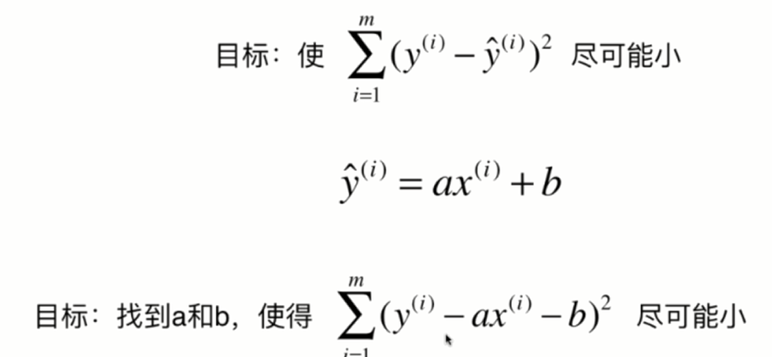 目标：使 $\sum_{i=1}^{m}(y^{(i)} - \hat{y}^{(i)})^2$ 尽可能小
$\hat{y}^{(i)} = ax^{(i)} + b$
目标：找到a和b，使得 $\sum_{i=1}^{m}(y^{(i)} - ax^{(i)} - b)^2$ 尽可能小